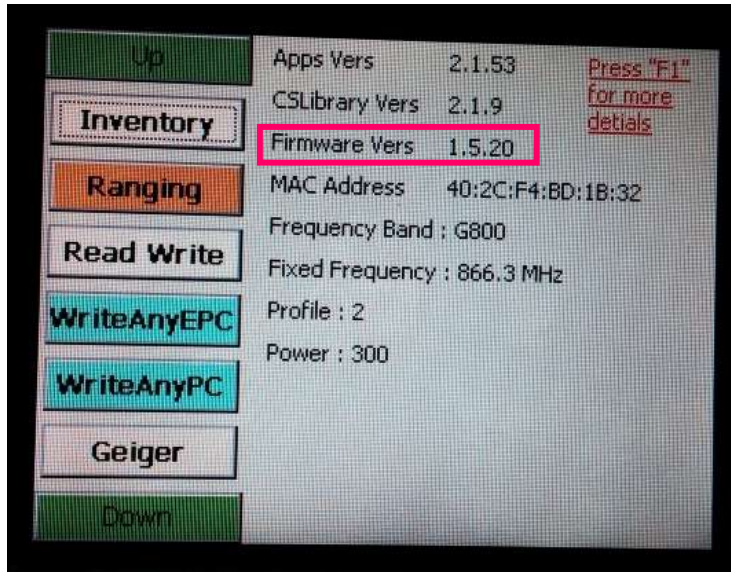 Up
Inventory
Ranging
Read Write
WriteAnyEPC
WriteAnyPC
Geiger
Down
Apps Vers 2.1.53
CSLibrary Vers 2.1.9
Firmware Vers 1.5.20
MAC Address 40:2C:F4:BD:1B:32
Frequency Band : G800
Fixed Frequency : 866.3 MHz
Profile : 2
Power : 300
Press "F1"
for more
detials